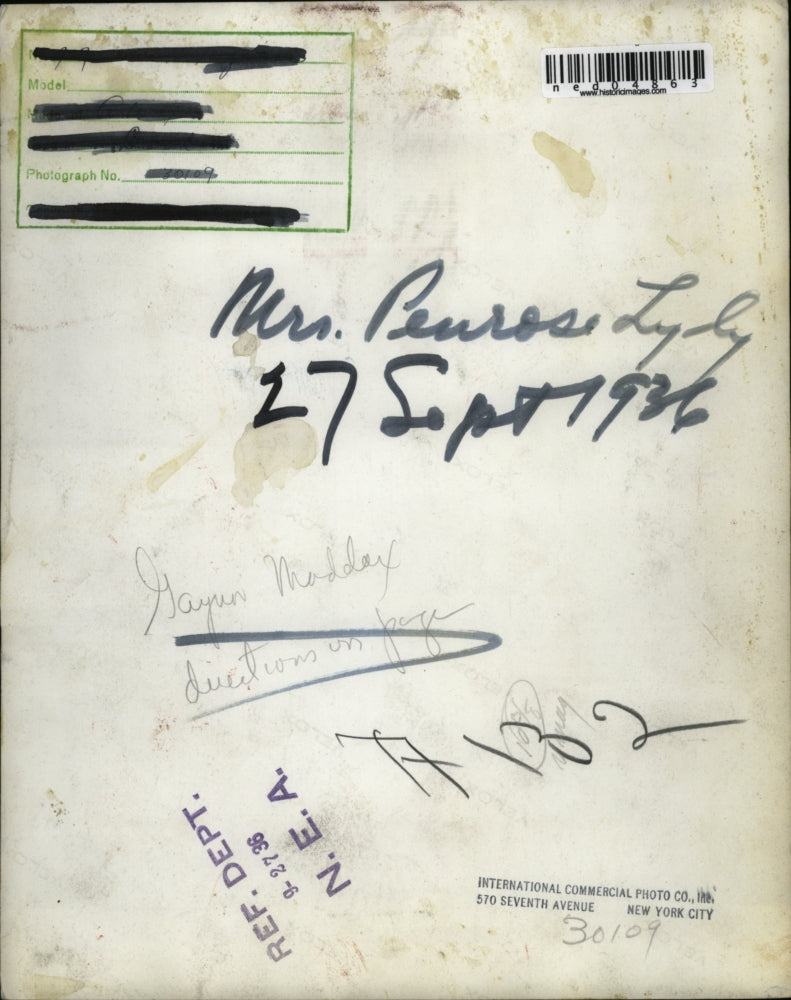 Model
Photograph No. 30109
ned04863
www.historicimages.com
Mrs. Penrose Lyly
27 Sept 1936
Gaynor Maddox
directions on page
REF. DEPT.
9-27 36
N. E. A.
INTERNATIONAL COMMERCIAL PHOTO CO., Inc.
570 SEVENTH AVENUE NEW YORK CITY
30109